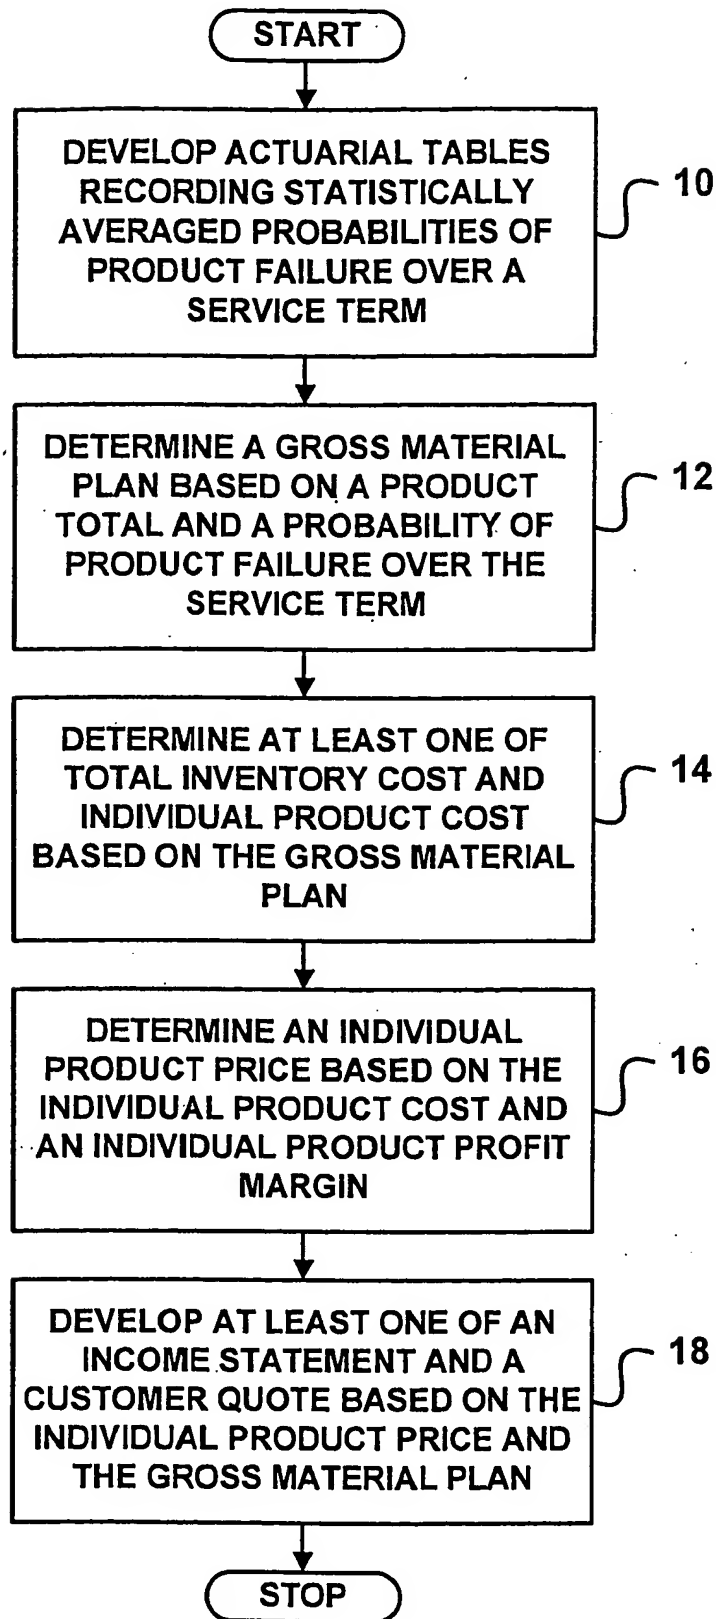 START
DEVELOP ACTUARIAL TABLES
RECORDING STATISTICALLY
AVERAGED PROBABILITIES OF
PRODUCT FAILURE OVER A
SERVICE TERM
10
DETERMINE A GROSS MATERIAL
PLAN BASED ON A PRODUCT
TOTAL AND A PROBABILITY OF
PRODUCT FAILURE OVER THE
SERVICE TERM
12
DETERMINE AT LEAST ONE OF
TOTAL INVENTORY COST AND
INDIVIDUAL PRODUCT COST
BASED ON THE GROSS MATERIAL
PLAN
14
DETERMINE AN INDIVIDUAL
PRODUCT PRICE BASED ON THE
INDIVIDUAL PRODUCT COST AND
AN INDIVIDUAL PRODUCT PROFIT
MARGIN
16
DEVELOP AT LEAST ONE OF AN
INCOME STATEMENT AND A
CUSTOMER QUOTE BASED ON THE
INDIVIDUAL PRODUCT PRICE AND
THE GROSS MATERIAL PLAN
18
STOP